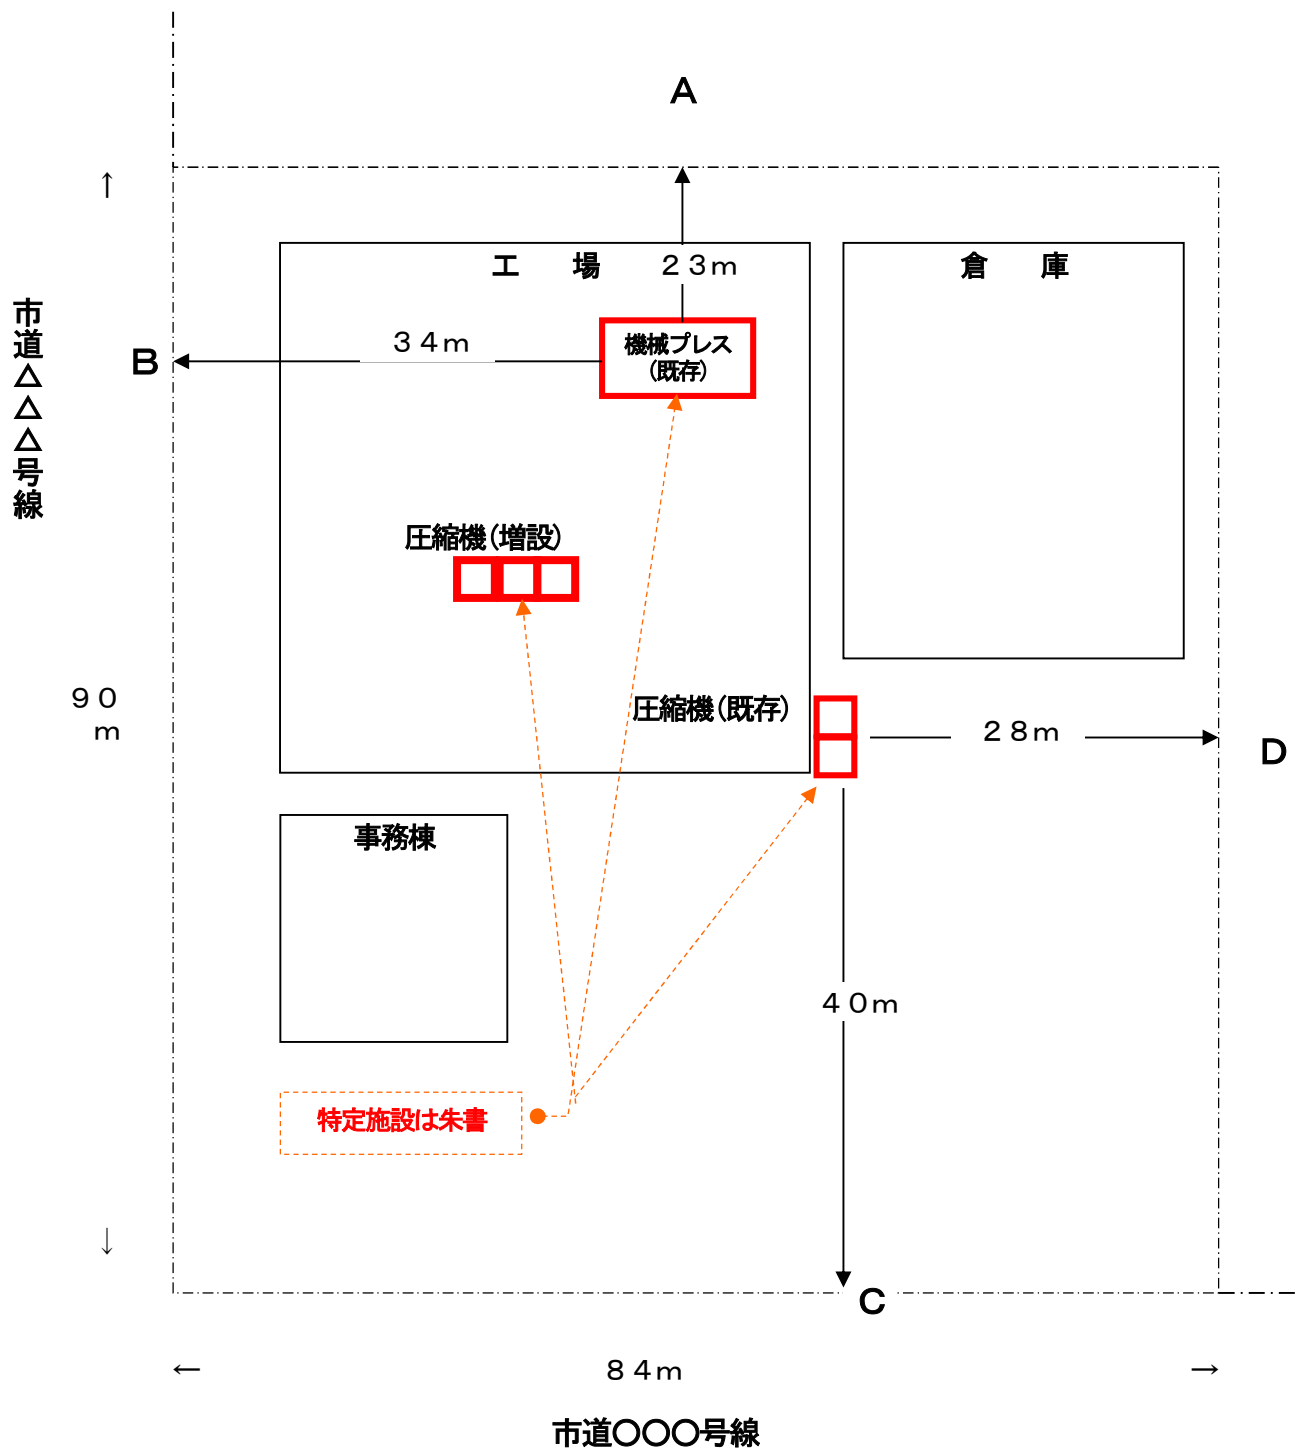 A
工　場
２３ｍ
倉　庫
市道△△△号線
B
３４ｍ
機械プレス
（既存）
圧縮機（増設）
９０
ｍ
圧縮機（既存）
２８ｍ
D
事務棟
４０ｍ
特定施設は朱書
C
８４ｍ
市道〇〇〇号線